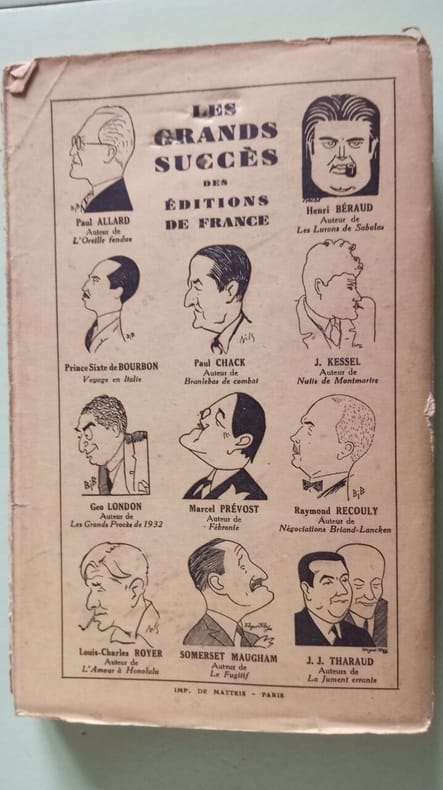 LES
GRANDS
SUCCÈS
DES
ÉDITIONS
DE FRANCE
Paul ALLARD
Auteur de
L'Oreille fendue
Henri BÉRAUD
Auteur de
Les Lurons de Sabolas
Prince Sixte de BOURBON
Voyage en Italie
Paul CHACK
Auteur de
Branlebas de combat
J. KESSEL
Auteur de
Nuits de Montmartre
Geo LONDON
Auteur de
Les Grands Procès de 1932
Marcel PRÉVOST
Auteur de
Fébronie
Raymond RECOULY
Auteur de
Négociations Briand-Lancken
Louis-Charles ROYER
Auteur de
L'Amour à Honolulu
SOMERSET MAUGHAM
Auteur de
Le Fugitif
J. J. THARAUD
Auteurs de
La Jument errante
IMP. DE MATTEIS - PARIS